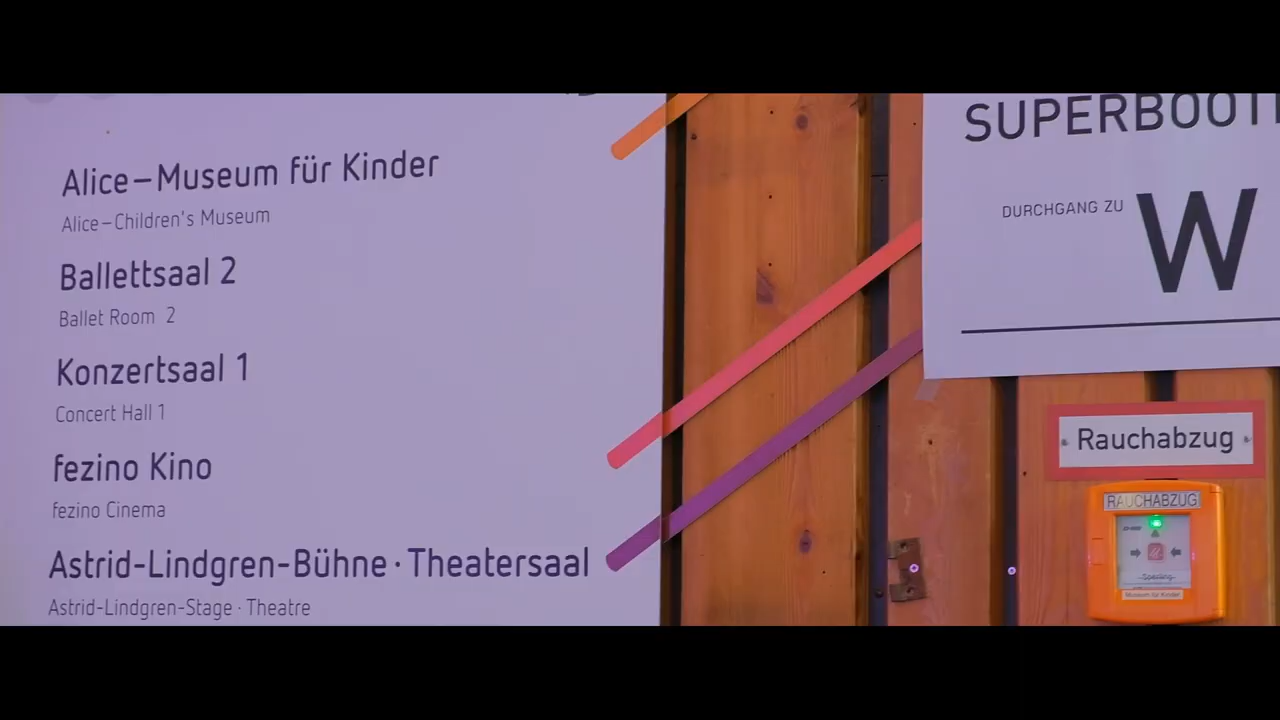 Alice–Museum für Kinder
Alice–Children's Museum
Ballettsaal 2
Ballet Room 2
Konzertsaal 1
Concert Hall 1
fezino Kino
fezino Cinema
Astrid-Lindgren-Bühne · Theatersaal
Astrid-Lindgren-Stage · Theatre
SUPERBOOT
DURCHGANG ZU
W
Rauchabzug
RAUCHABZUG
Museum für Kinder